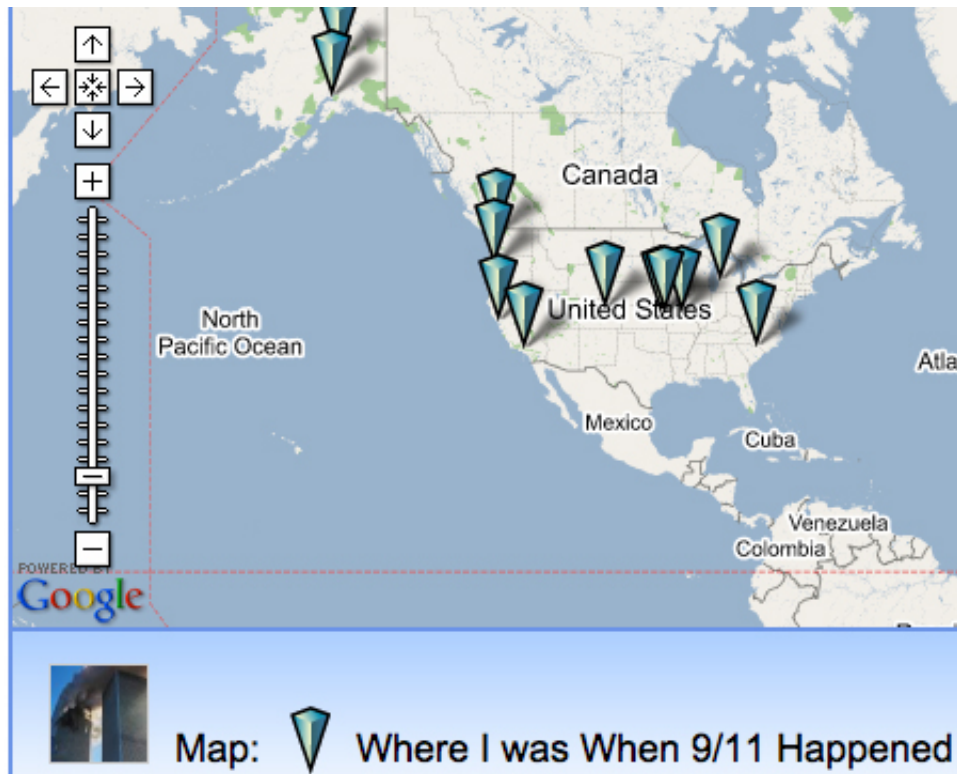 Canada
United States
North
Pacific Ocean
Atla
Mexico
Cuba
Venezuela
Colombia
POWERED BY
Google
Map: Where I was When 9/11 Happened